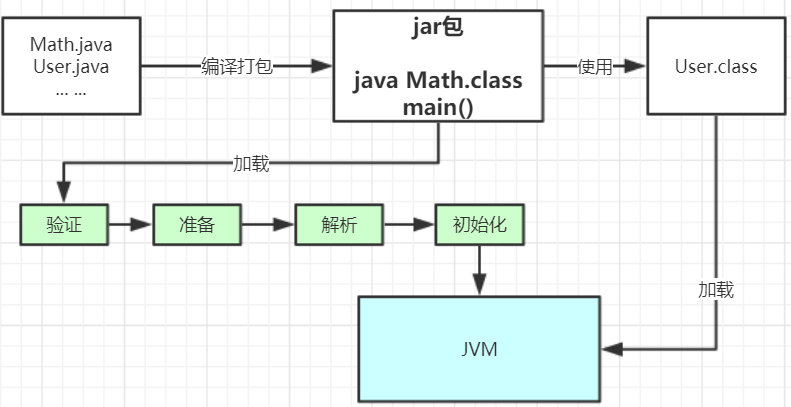 Math.java
User.java
... ...
编译打包
jar包
java Math.class
main()
使用
User.class
加载
验证
准备
解析
初始化
加载
JVM